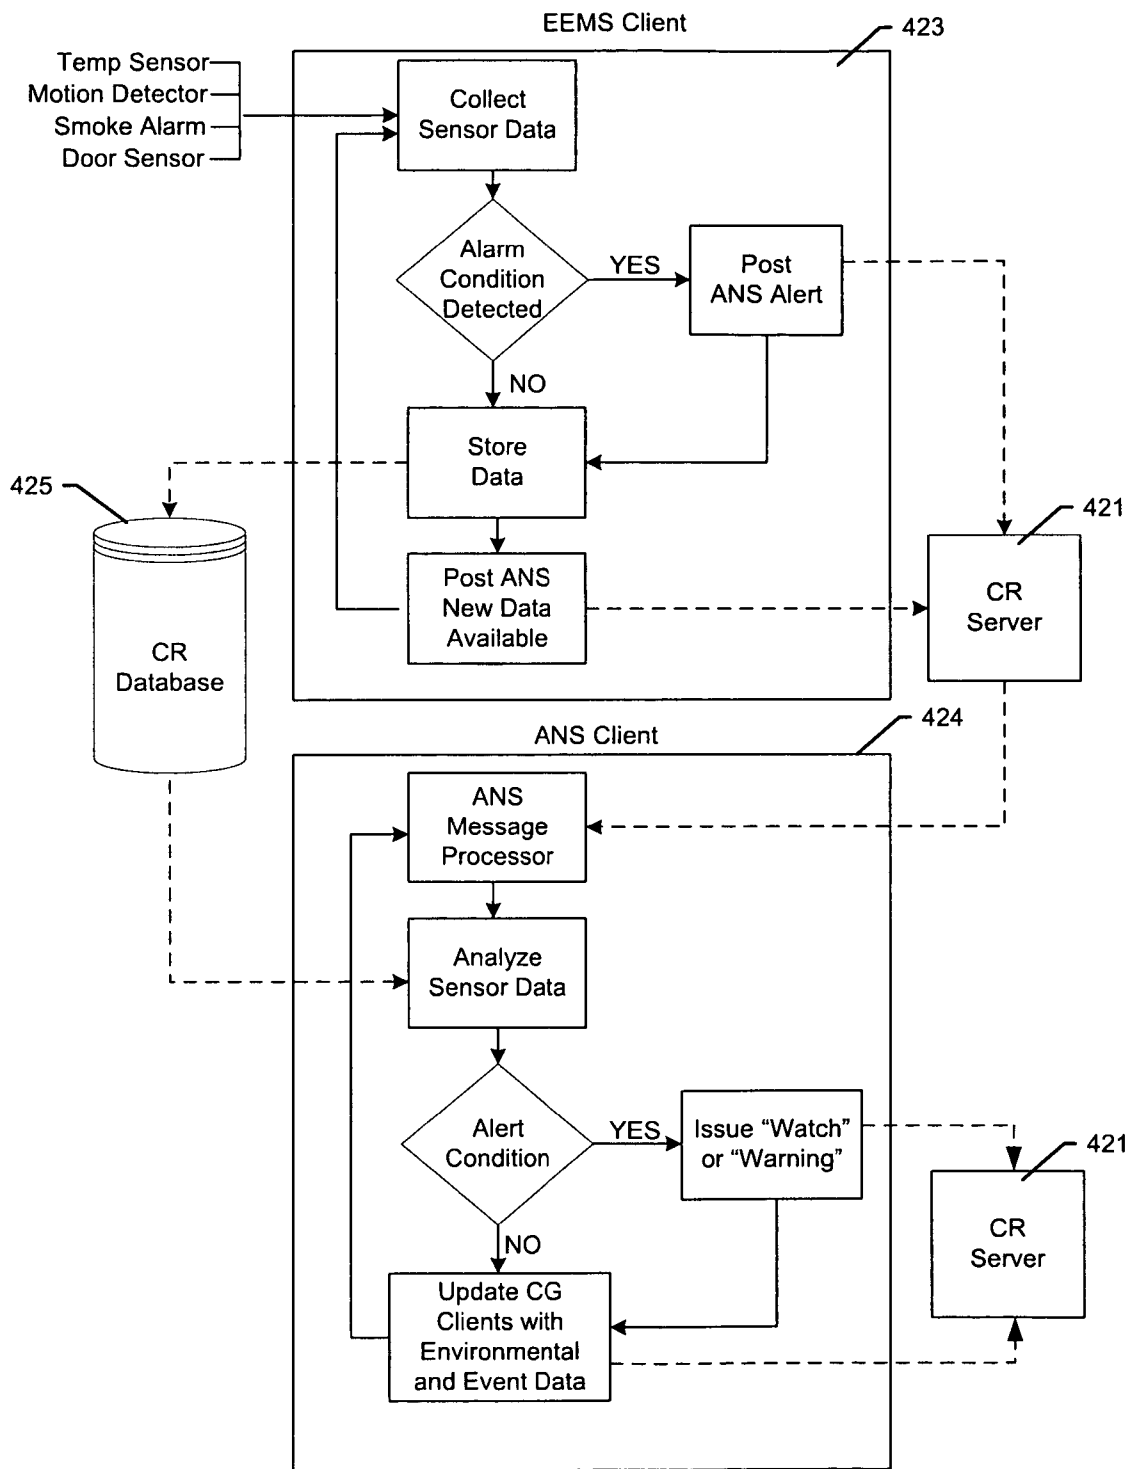 EEMS Client
423
Temp Sensor
Motion Detector
Smoke Alarm
Door Sensor
Collect
Sensor Data
Alarm
Condition
Detected
YES
Post
ANS Alert
NO
Store
Data
425
421
Post ANS
New Data
Available
CR
Server
CR
Database
ANS Client
424
ANS
Message
Processor
Analyze
Sensor Data
Alert
Condition
YES
Issue “Watch”
or “Warning”
421
CR
Server
NO
Update CG
Clients with
Environmental
and Event Data